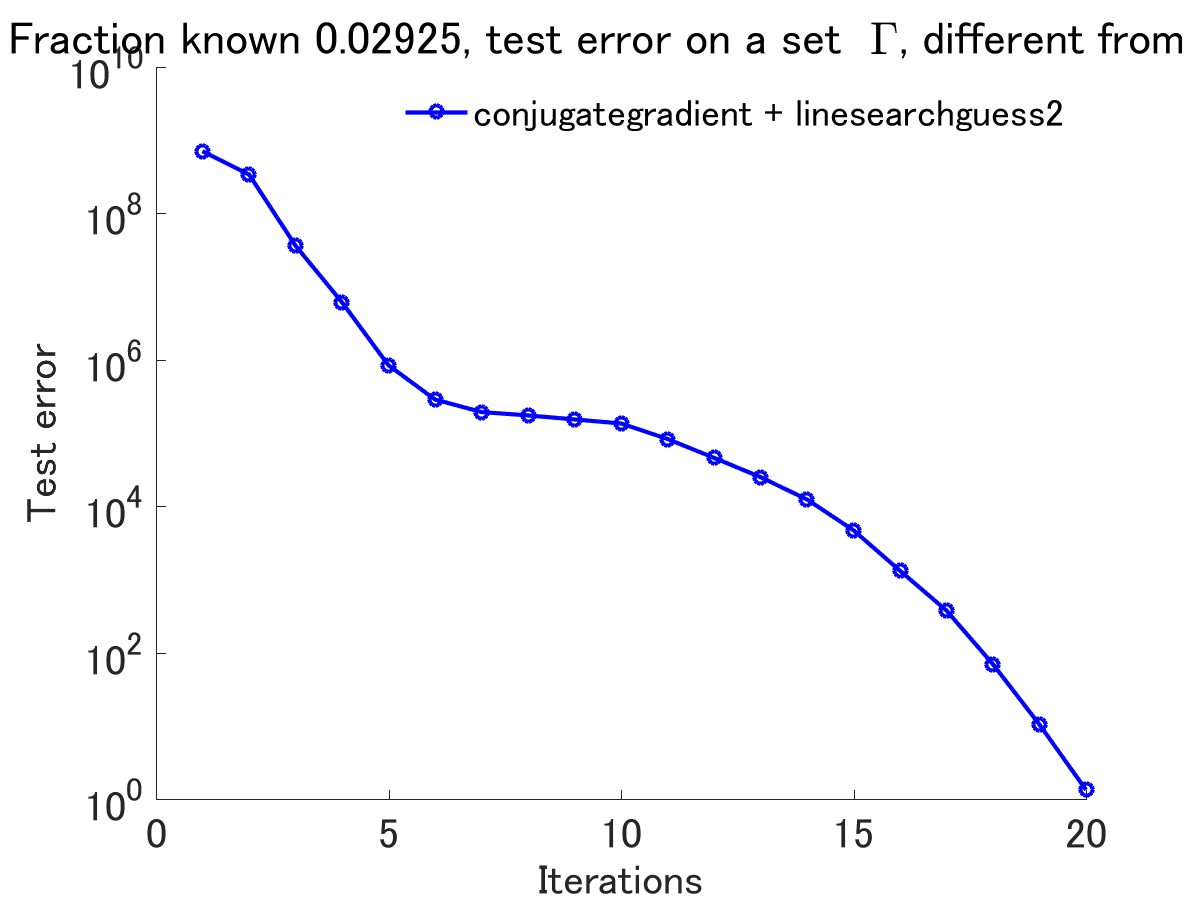 Fraction known 0.02925, test error on a set Γ, different from
conjugategradient + linesearchguess2
10^10
10^8
10^6
10^4
10^2
10^0
Test error
0 5 10 15 20
Iterations